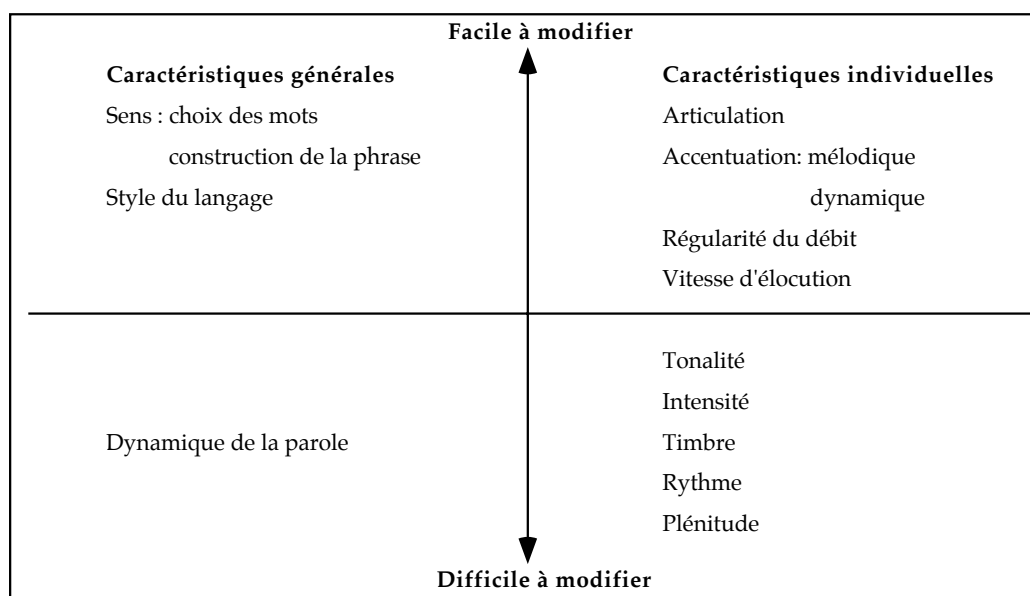 Facile à modifier
Caractéristiques générales
Sens : choix des mots
construction de la phrase
Style du langage
Caractéristiques individuelles
Articulation
Accentuation: mélodique
dynamique
Régularité du débit
Vitesse d'élocution
Dynamique de la parole
Tonalité
Intensité
Timbre
Rythme
Plénitude
Difficile à modifier